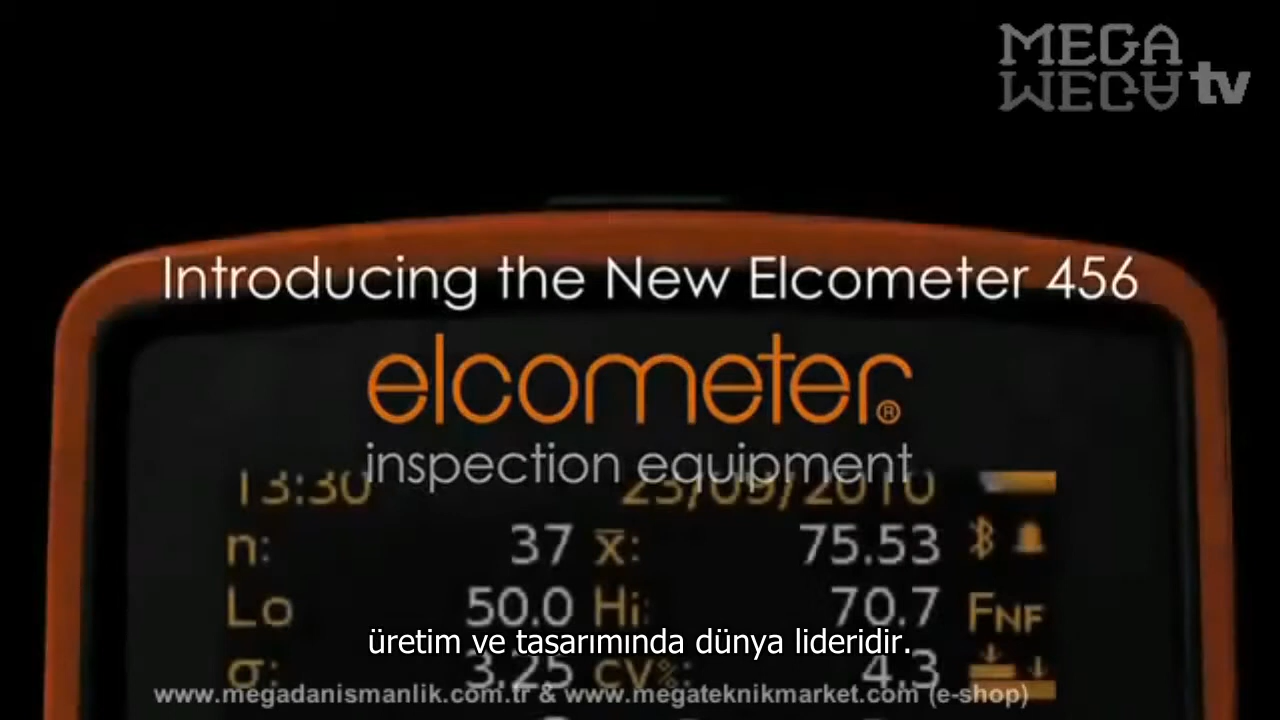 MEGA
MEGA tv
Introducing the New Elcometer 456
elcometer®
inspection equipment
13:30 23/09/2010
n: 37 x̅: 75.53
Lo 50.0 Hi: 70.7 FNF
üretim ve tasarımında dünya lideridir.
σ: 3.25 cv%: 4.3
www.megadanismanlik.com.tr & www.megateknikmarket.com (e-shop)